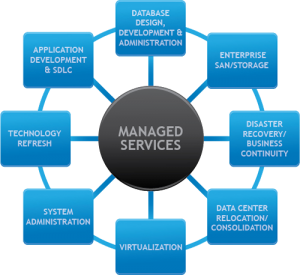 DATABASE
DESIGN,
DEVELOPMENT &
ADMINISTRATION
ENTERPRISE
SAN/STORAGE
DISASTER
RECOVERY/
BUSINESS
CONTINUITY
DATA CENTER
RELOCATION/
CONSOLIDATION
VIRTUALIZATION
SYSTEM
ADMINISTRATION
TECHNOLOGY
REFRESH
APPLICATION
DEVELOPMENT
& SDLC
MANAGED
SERVICES